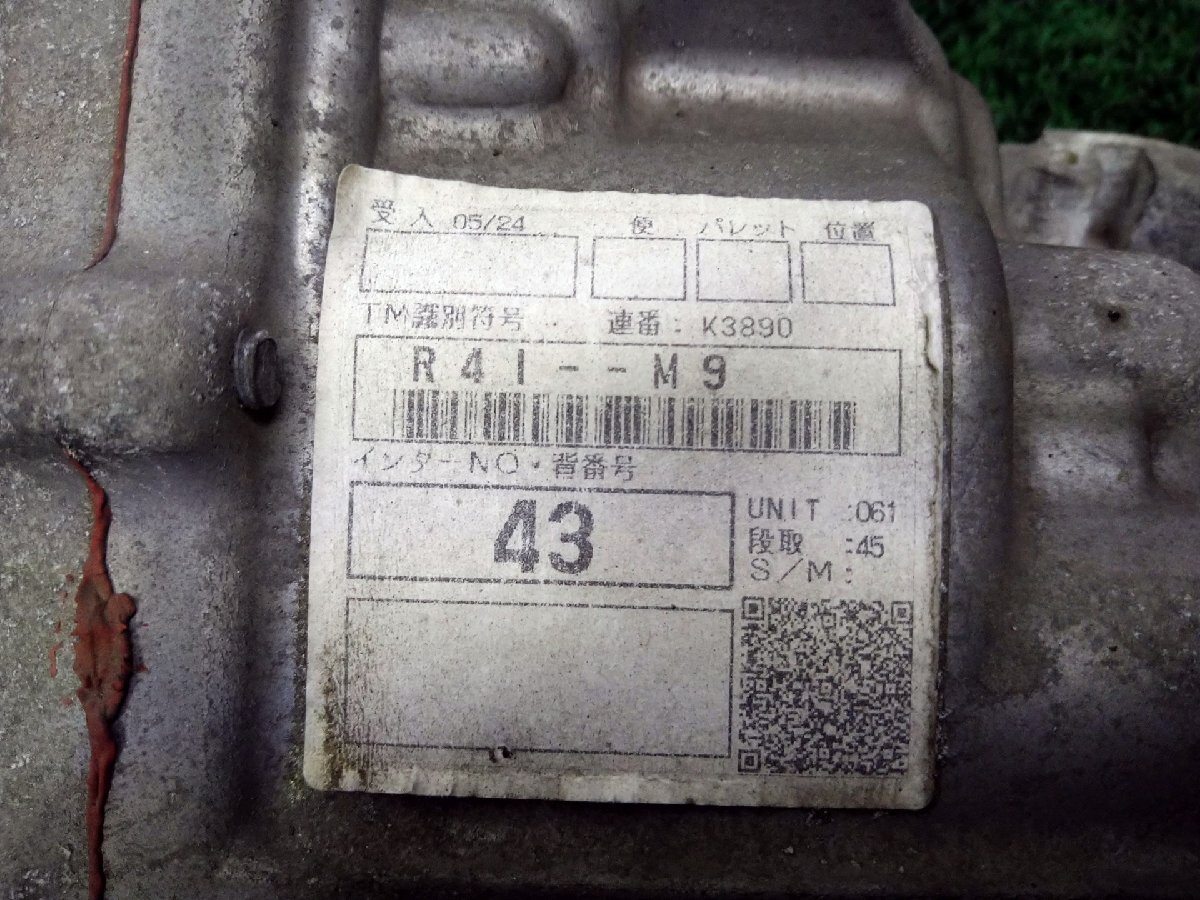 受入 05/24 便 パレット 位置
TM識別符号 連番: K3890
R4I--M9
インターNO・背番号
43
UNIT :061
段取 :45
S/M: